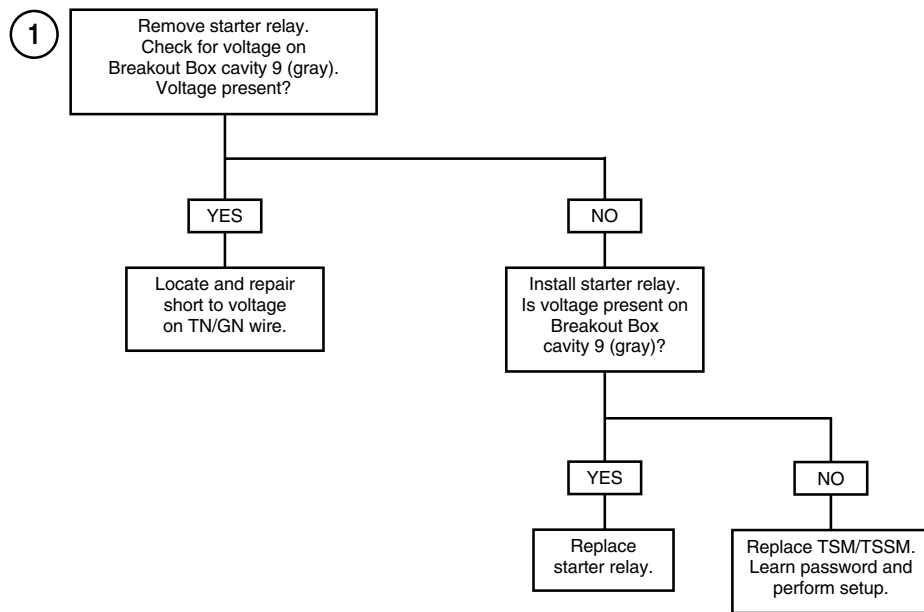 1
Remove starter relay.
Check for voltage on
Breakout Box cavity 9 (gray).
Voltage present?
YES
NO
Locate and repair
short to voltage
on TN/GN wire.
Install starter relay.
Is voltage present on
Breakout Box
cavity 9 (gray)?
YES
NO
Replace
starter relay.
Replace TSM/TSSM.
Learn password and
perform setup.